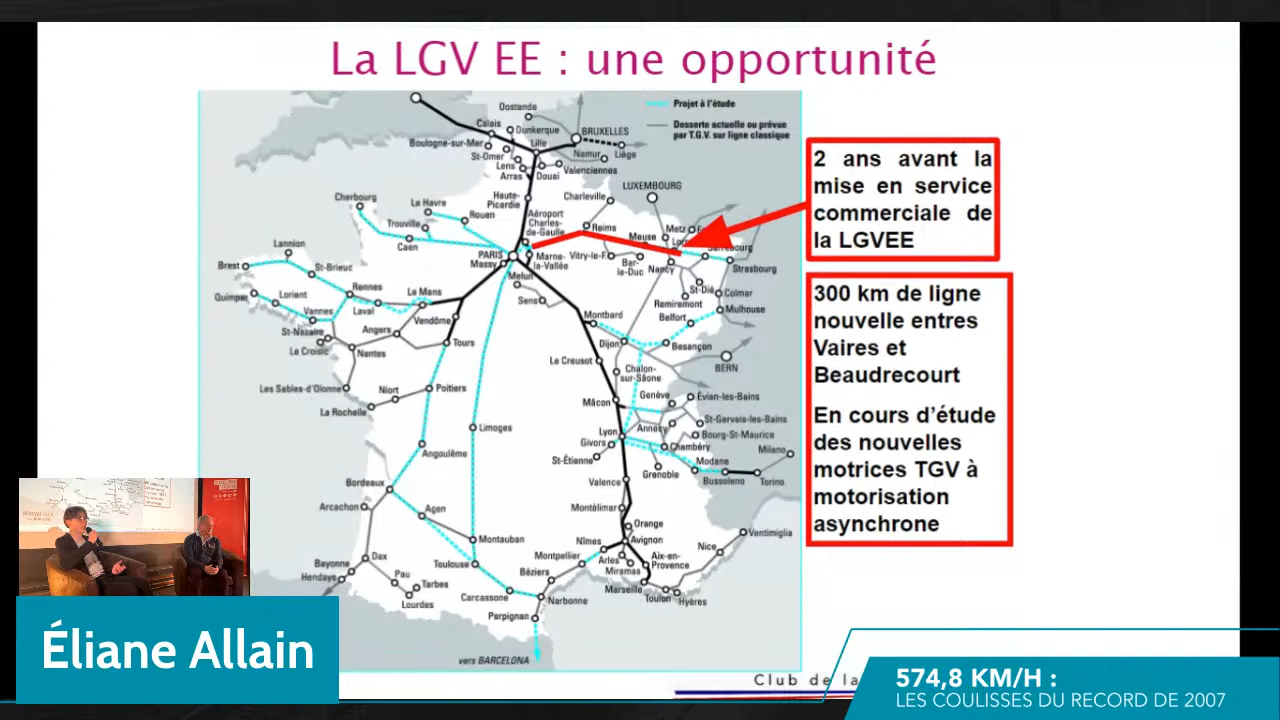 La LGV EE : une opportunité
Projet à l'étude
Desserte actuelle ou prévue
par T.G.V. sur ligne classique
Oostende
Calais
Dunkerque
BRUXELLES
Boulogne-sur-Mer
Lille
St-Omer
Namur
Liège
Lens
Valenciennes
Arras
Douai
LUXEMBOURG
Haute-
Picardie
Charleville
Cherbourg
Le Havre
Rouen
Aéroport
Charles-
de-Gaulle
Trouville
Reims
Meuse
Metz
Caen
Sarrebourg
Lannion
PARIS
Massy
Marne-
la-Vallée
Vitry-le-F.
Bar-
le-Duc
Nancy
Strasbourg
Brest
St-Brieuc
Melun
St-Dié
Colmar
Quimper
Lorient
Rennes
Le Mans
Sens
Remiremont
Mulhouse
Vannes
Laval
Montbard
Belfort
St-Nazaire
Angers
Vendôme
Le Croisic
Nantes
Tours
Dijon
Besançon
Le Creusot
BERN
Chalon-
sur-Saône
Les Sables-d'Olonne
Niort
Poitiers
Genève
Évian-les-Bains
La Rochelle
Mâcon
St-Gervais-les-Bains
Limoges
Lyon
Annecy
Bourg-St-Maurice
Givors
Chambéry
Milano
Angoulême
St-Étienne
Modane
Grenoble
Bussoleno
Torino
Bordeaux
Valence
Arcachon
Agen
Montélimar
Orange
Ventimiglia
Montauban
Nîmes
Avignon
Nice
Dax
Montpellier
Arles
Aix-en-
Provence
Bayonne
Toulouse
Béziers
Miramas
Hendaye
Pau
Tarbes
Marseille
Toulon
Hyères
Lourdes
Carcassonne
Narbonne
Perpignan
vers BARCELONA
2 ans avant la
mise en service
commerciale de
la LGVEE
300 km de ligne
nouvelle entres
Vaires et
Beaudrecourt
En cours d'étude
des nouvelles
motrices TGV à
motorisation
asynchrone
Éliane Allain
Club de la
574,8 KM/H :
LES COULISSES DU RECORD DE 2007